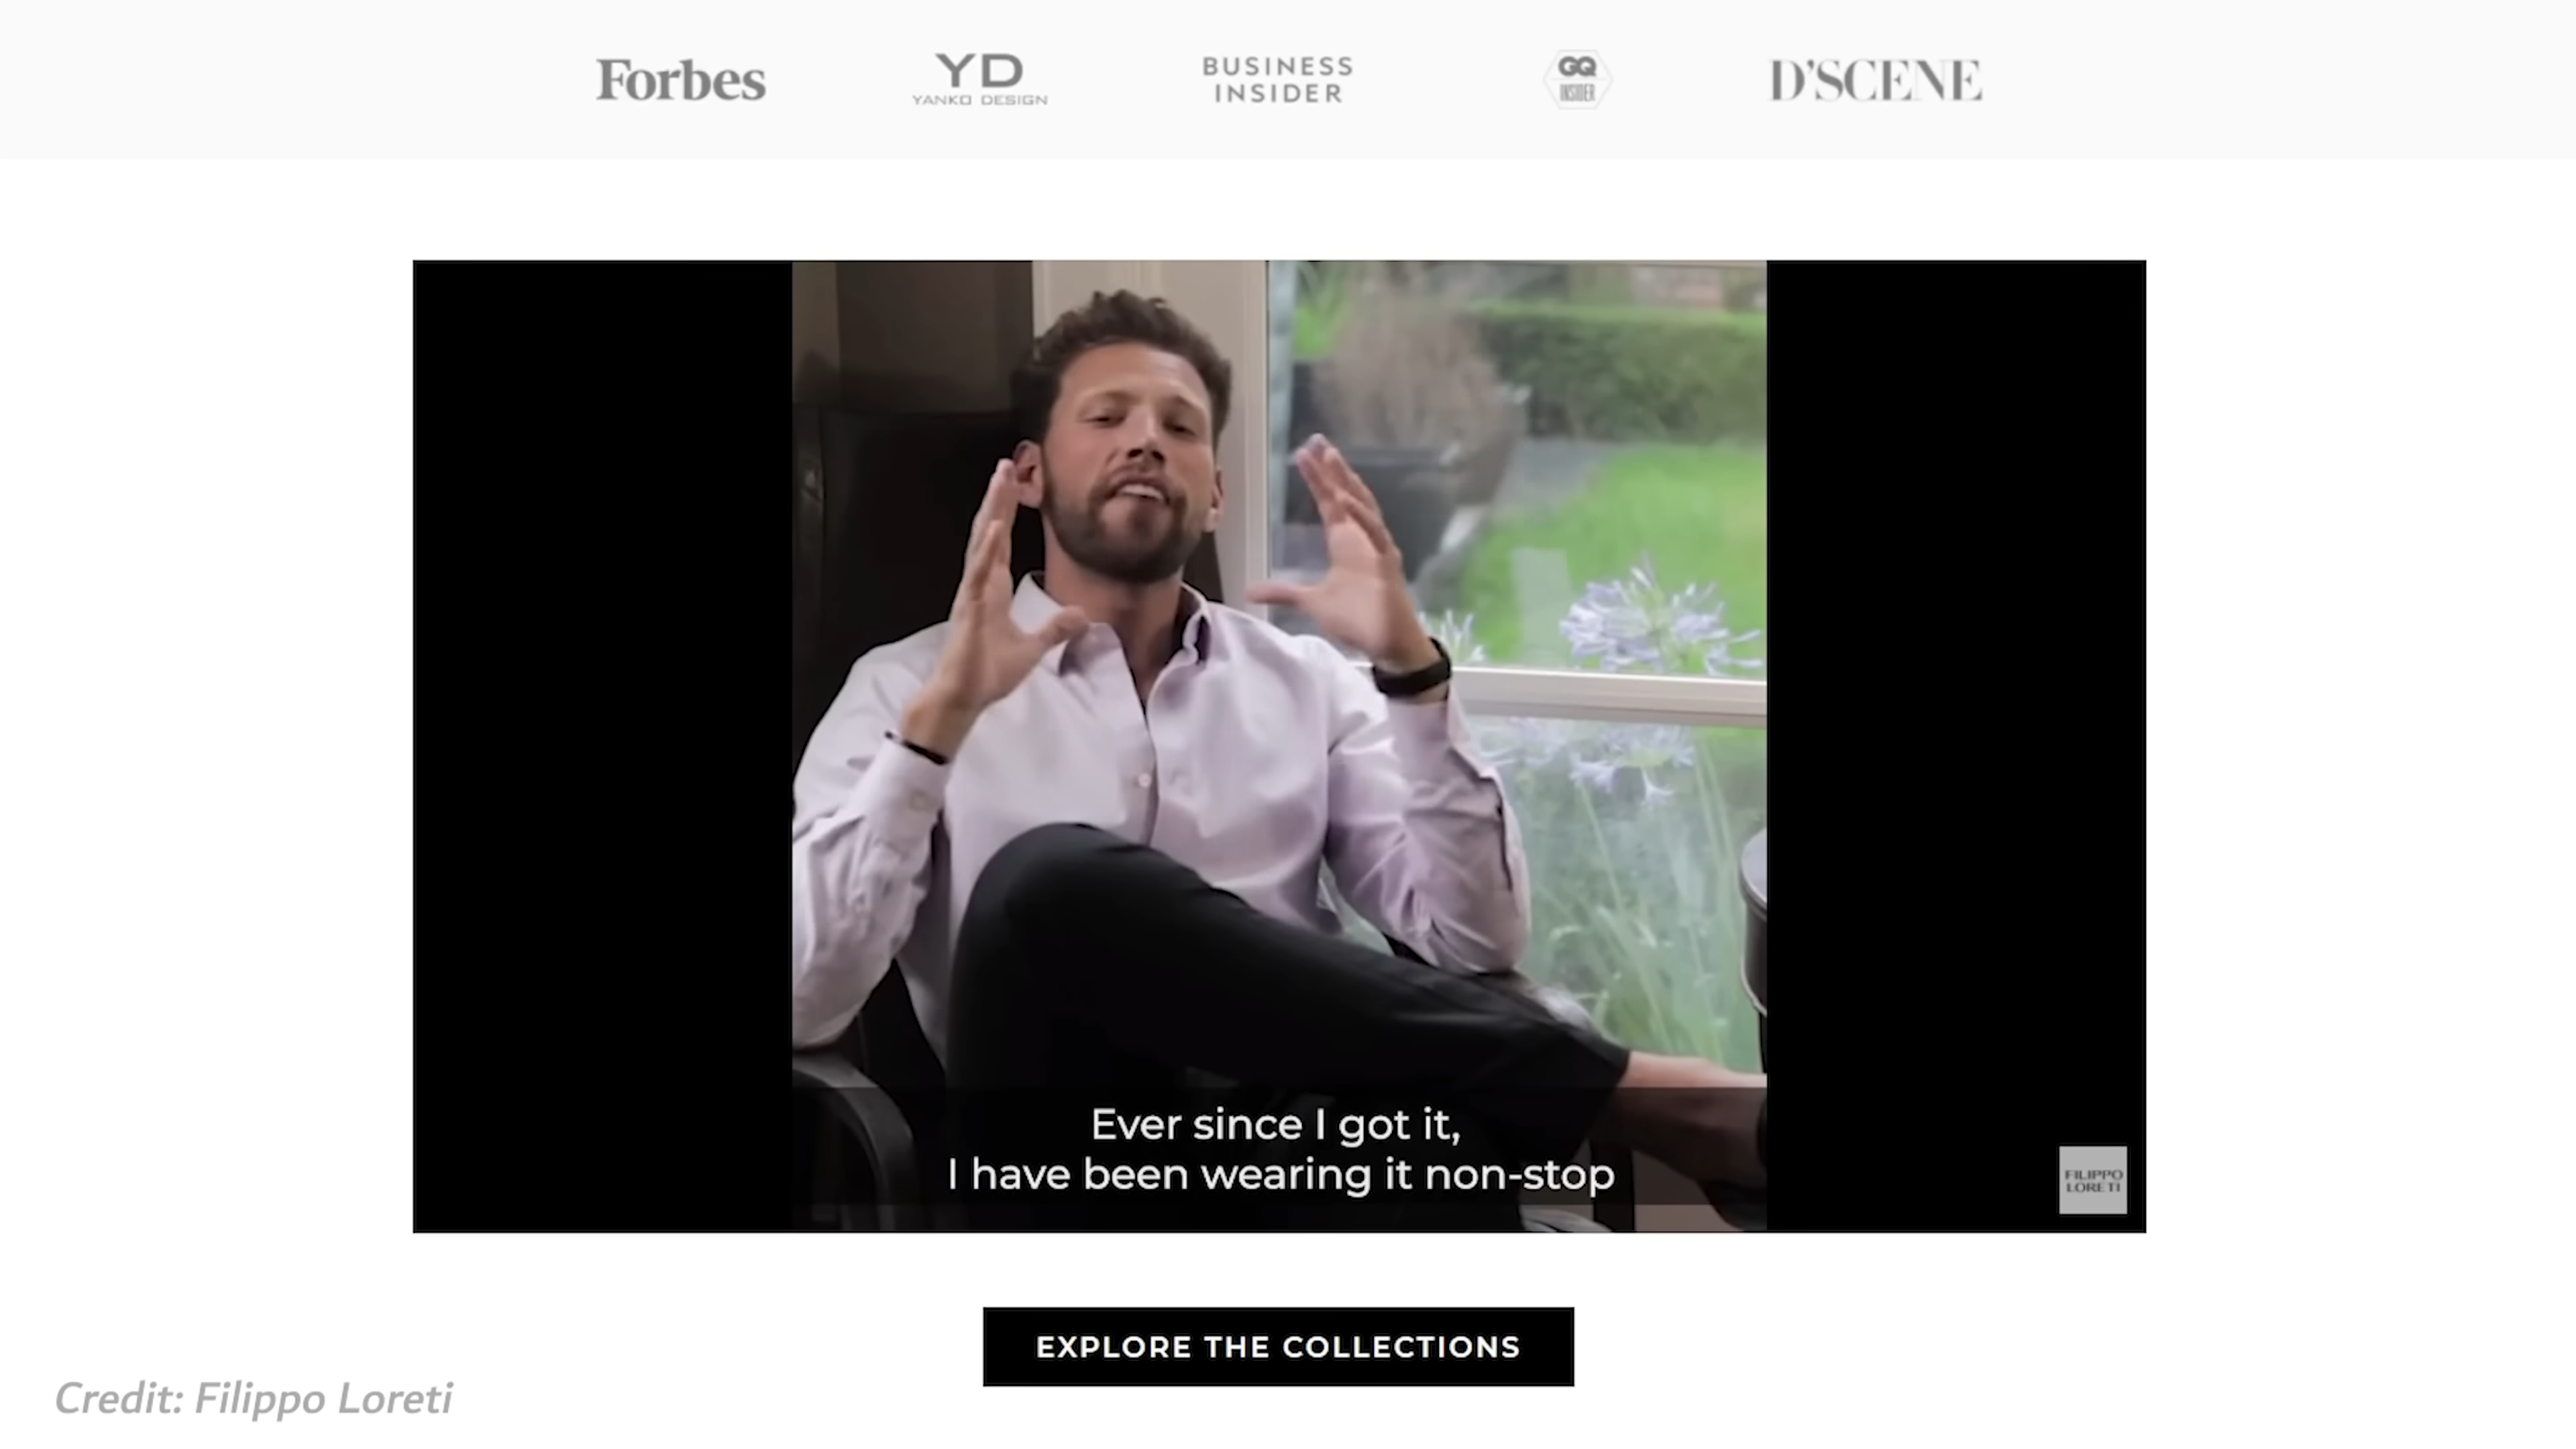 Forbes
YD
YANKO DESIGN
BUSINESS
INSIDER
GQ
INSIDER
D'SCENE
Ever since I got it,
I have been wearing it non-stop
FILIPPO
LORETI
EXPLORE THE COLLECTIONS
Credit: Filippo Loreti